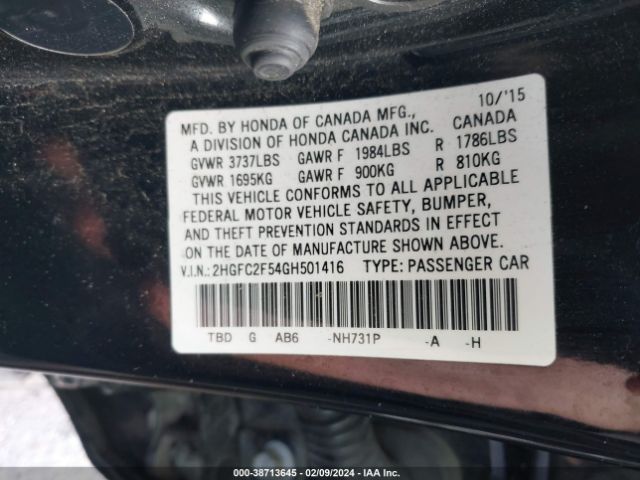 10/'15
MFD. BY HONDA OF CANADA MFG.,
A DIVISION OF HONDA CANADA INC. CANADA
GVWR 3737LBS GAWR F 1984LBS R 1786LBS
GVWR 1695KG GAWR F 900KG R 810KG
THIS VEHICLE CONFORMS TO ALL APPLICABLE
FEDERAL MOTOR VEHICLE SAFETY, BUMPER,
AND THEFT PREVENTION STANDARDS IN EFFECT
ON THE DATE OF MANUFACTURE SHOWN ABOVE.
V.I.N.: 2HGFC2F54GH501416 TYPE: PASSENGER CAR
TBD G AB6 -NH731P -A -H
000-38713645 / 02/09/2024 - IAA Inc.